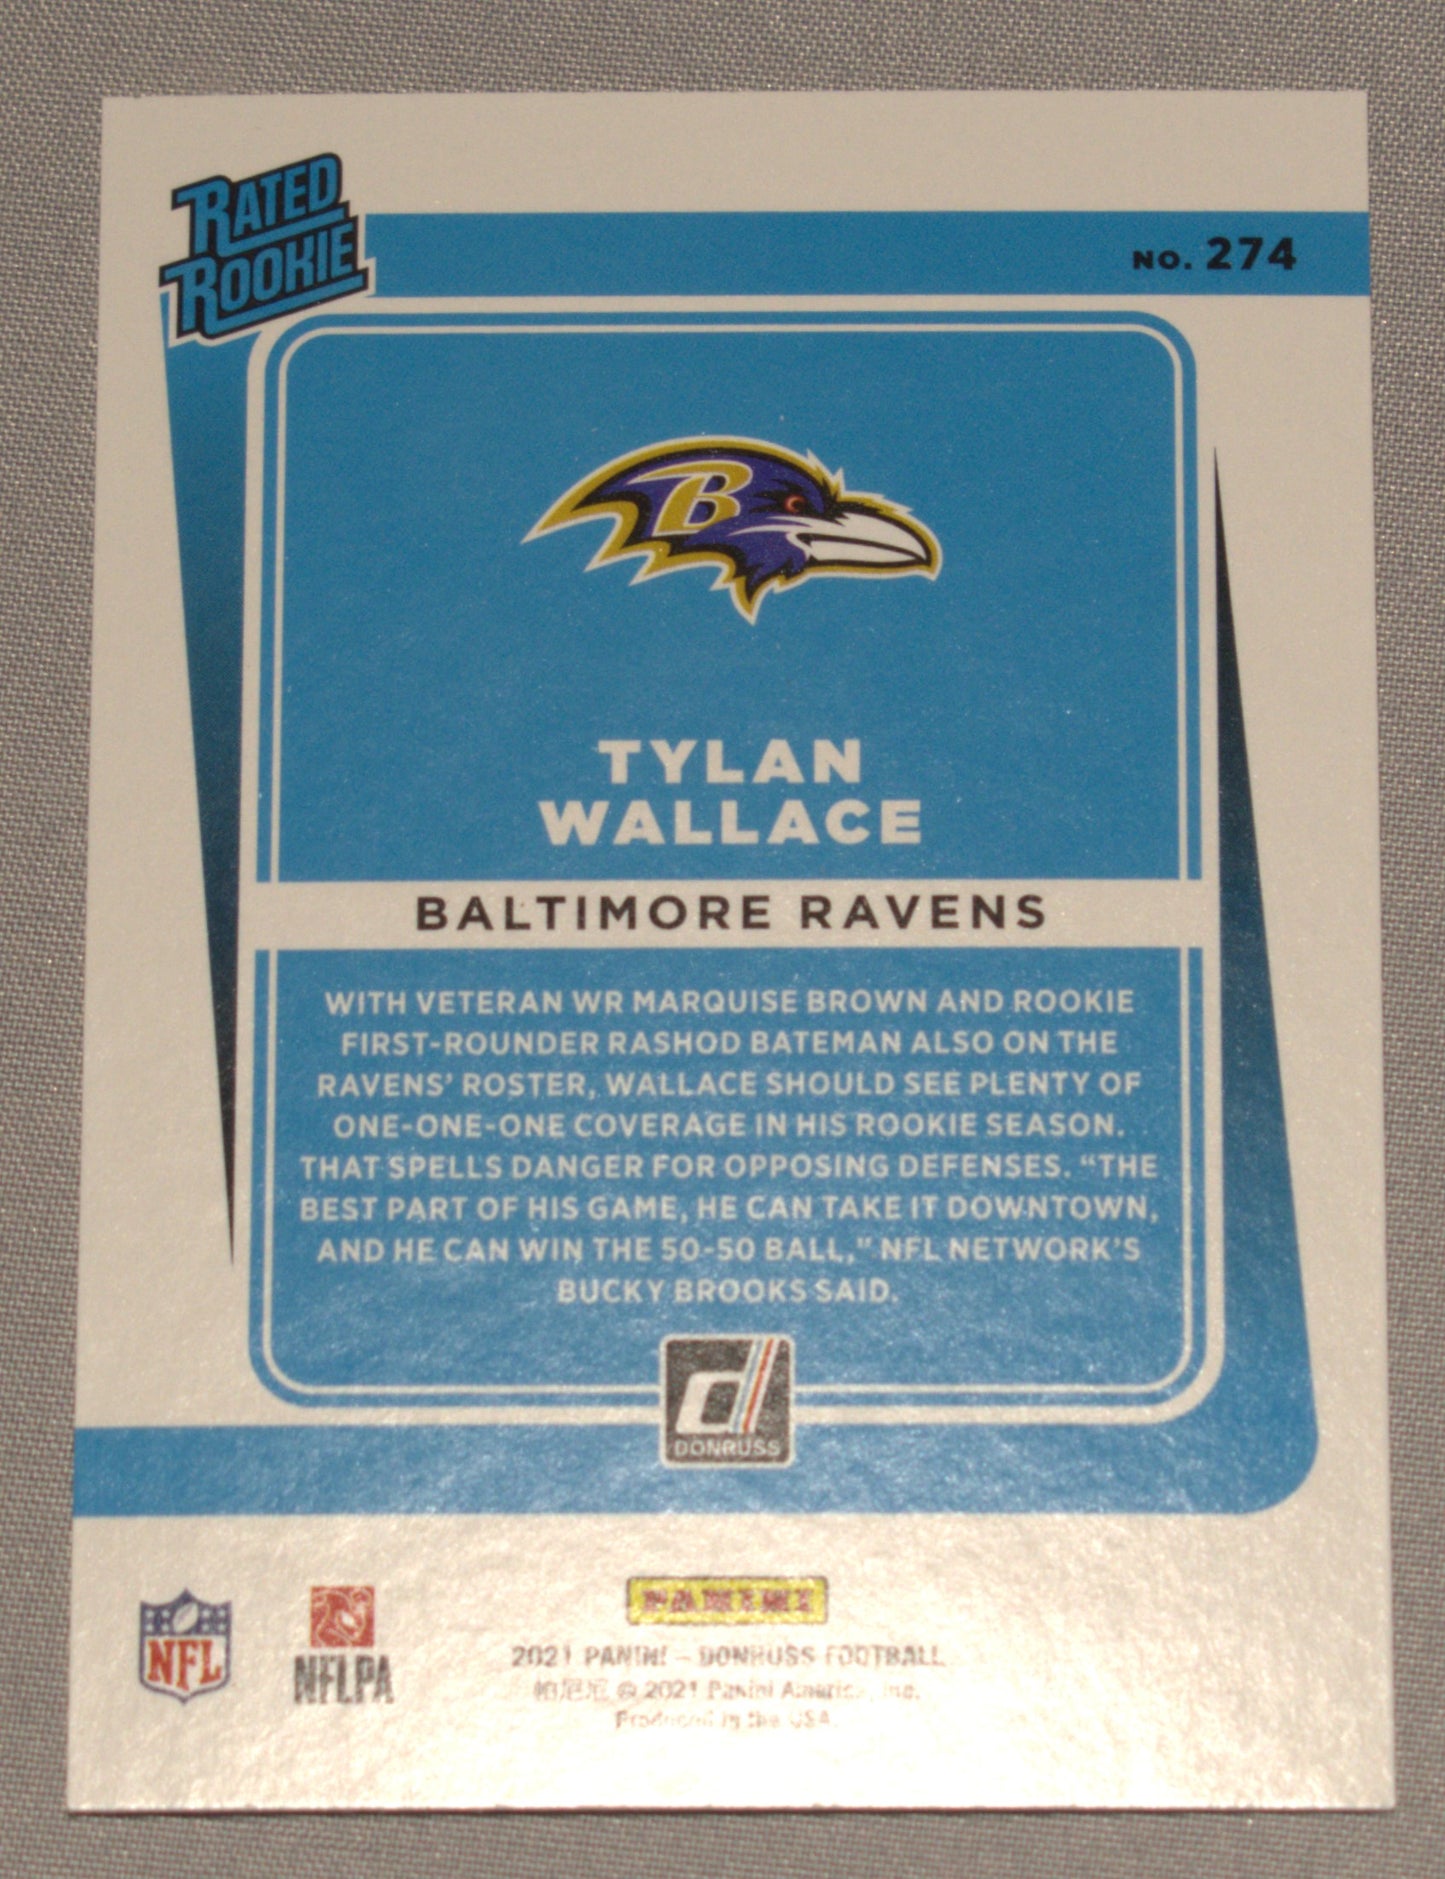 RATED
ROOKIE
NO. 274
B
TYLAN
WALLACE
BALTIMORE RAVENS
WITH VETERAN WR MARQUISE BROWN AND ROOKIE
FIRST-ROUNDER RASHOD BATEMAN ALSO ON THE
RAVENS' ROSTER, WALLACE SHOULD SEE PLENTY OF
ONE-ONE-ONE COVERAGE IN HIS ROOKIE SEASON.
THAT SPELLS DANGER FOR OPPOSING DEFENSES. “THE
BEST PART OF HIS GAME, HE CAN TAKE IT DOWNTOWN,
AND HE CAN WIN THE 50-50 BALL,” NFL NETWORK'S
BUCKY BROOKS SAID.
d
DONRUSS
NFL
NFLPA
PANINI
2021 PANINI – DONRUSS FOOTBALL
帕尼尼 © 2021 Panini America, Inc.
Produced in the USA.